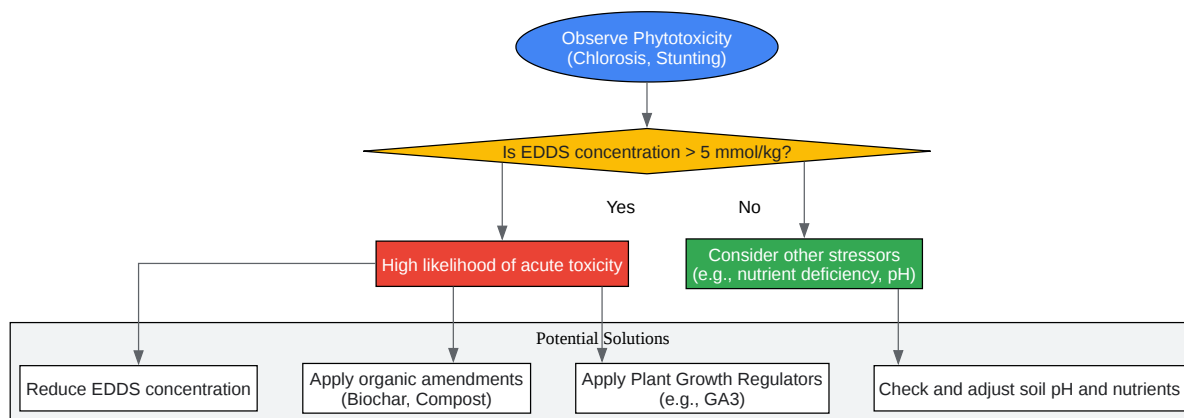 Observe Phytotoxicity
(Chlorosis, Stunting)
Is EDDS concentration > 5 mmol/kg?
Yes
No
High likelihood of acute toxicity
Consider other stressors
(e.g., nutrient deficiency, pH)
Potential Solutions
Reduce EDDS concentration
Apply organic amendments
(Biochar, Compost)
Apply Plant Growth Regulators
(e.g., GA3)
Check and adjust soil pH and nutrients